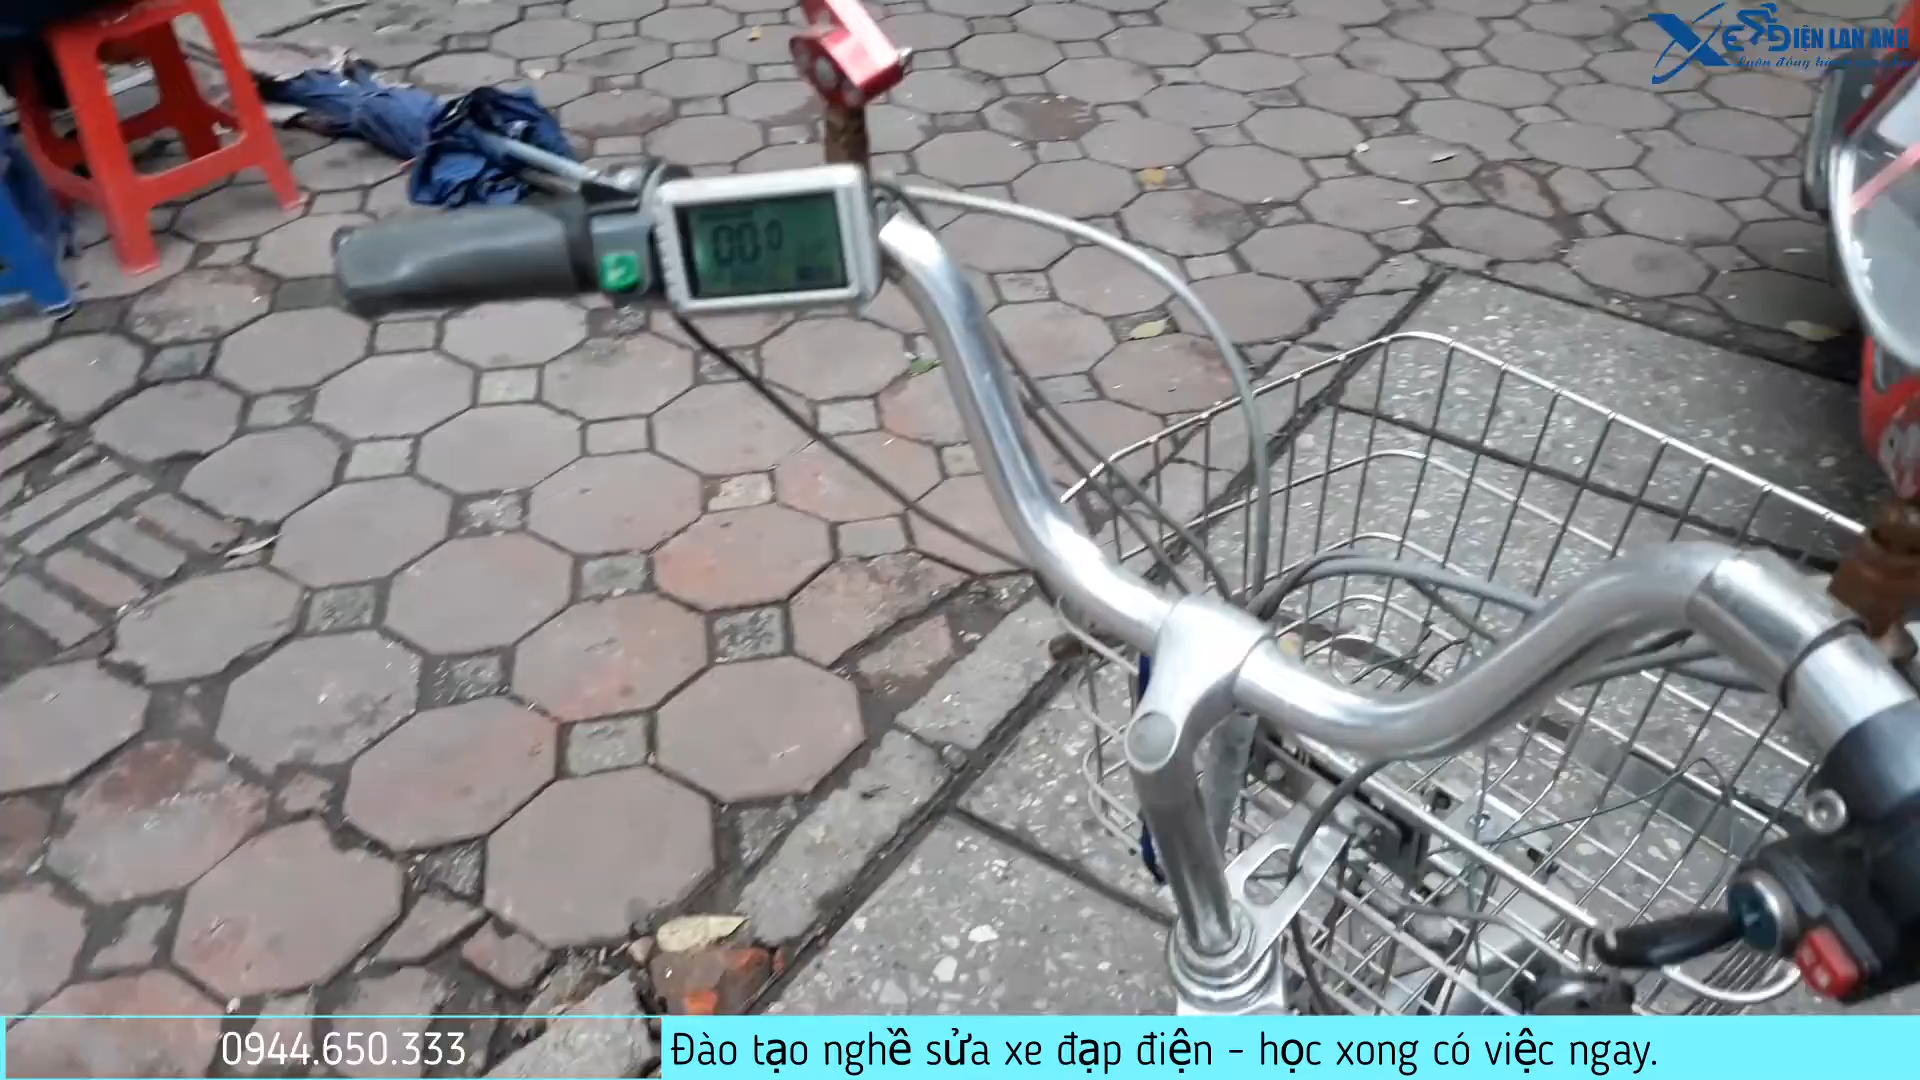 XE ĐIỆN LAN ANH
00.0
0944.650.333
Đào tạo nghề sửa xe đạp điện - học xong có việc ngay.